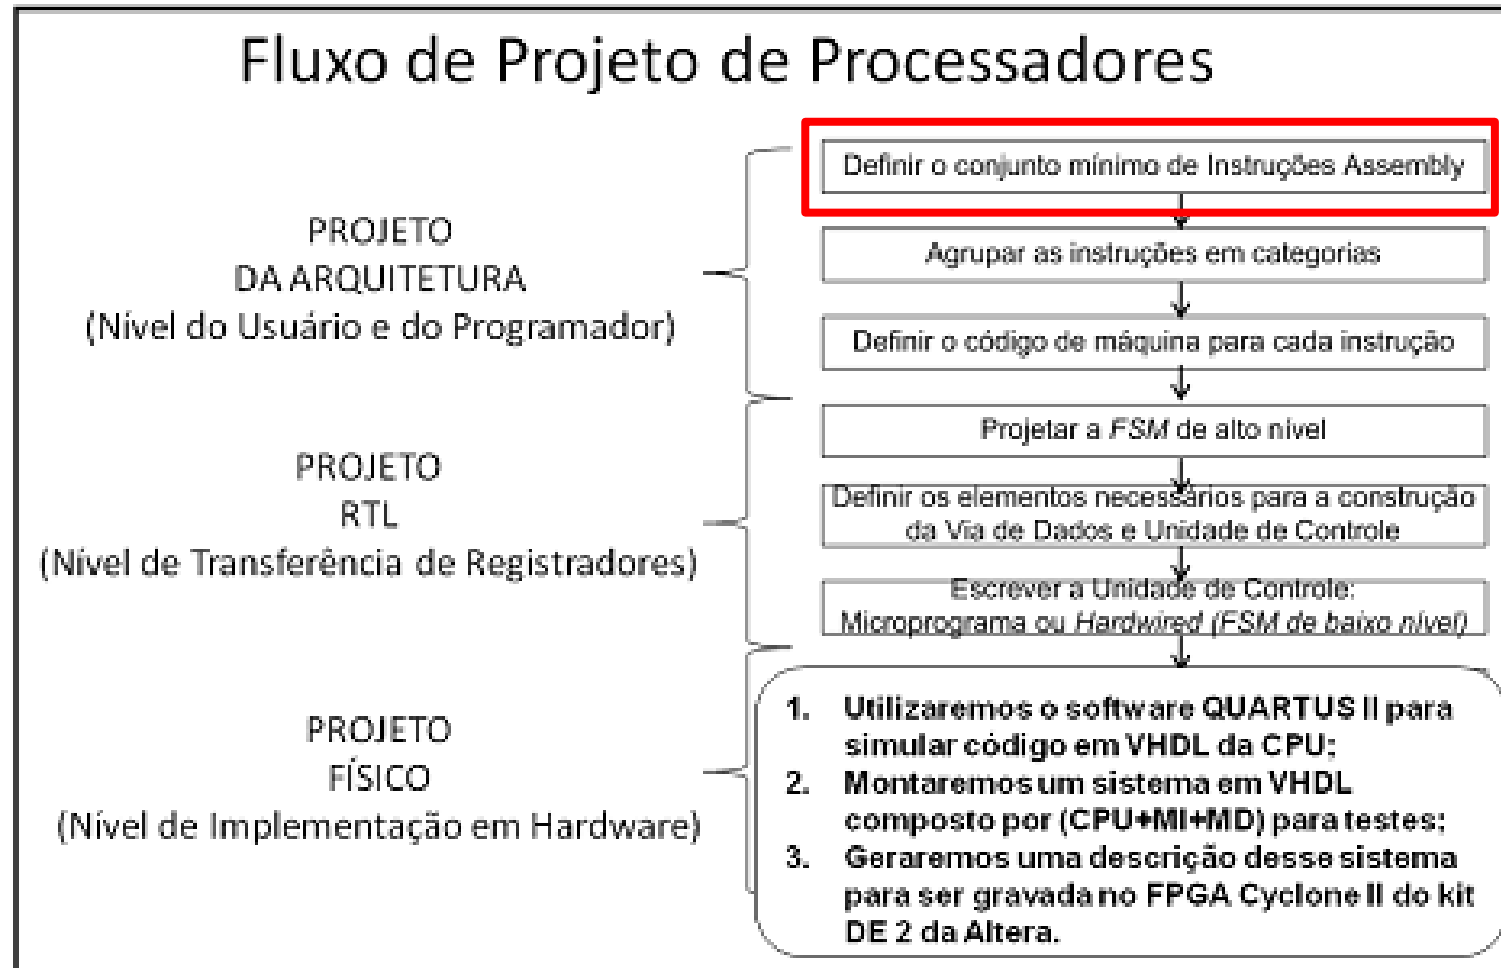 Fluxo de Projeto de Processadores
PROJETO
DA ARQUITETURA
(Nível do Usuário e do Programador)
Definir o conjunto mínimo de Instruções Assembly
Agrupar as instruções em categorias
Definir o código de máquina para cada instrução
PROJETO
RTL
(Nível de Transferência de Registradores)
Projetar a FSM de alto nível
Definir os elementos necessários para a construção
da Via de Dados e Unidade de Controle
Escrever a Unidade de Controle:
Microprograma ou Hardwired (FSM de baixo nível)
PROJETO
FÍSICO
(Nível de Implementação em Hardware)
1. Utilizaremos o software QUARTUS II para
simular código em VHDL da CPU;
2. Montaremos um sistema em VHDL
composto por (CPU+MI+MD) para testes;
3. Geraremos uma descrição desse sistema
para ser gravada no FPGA Cyclone II do kit
DE 2 da Altera.